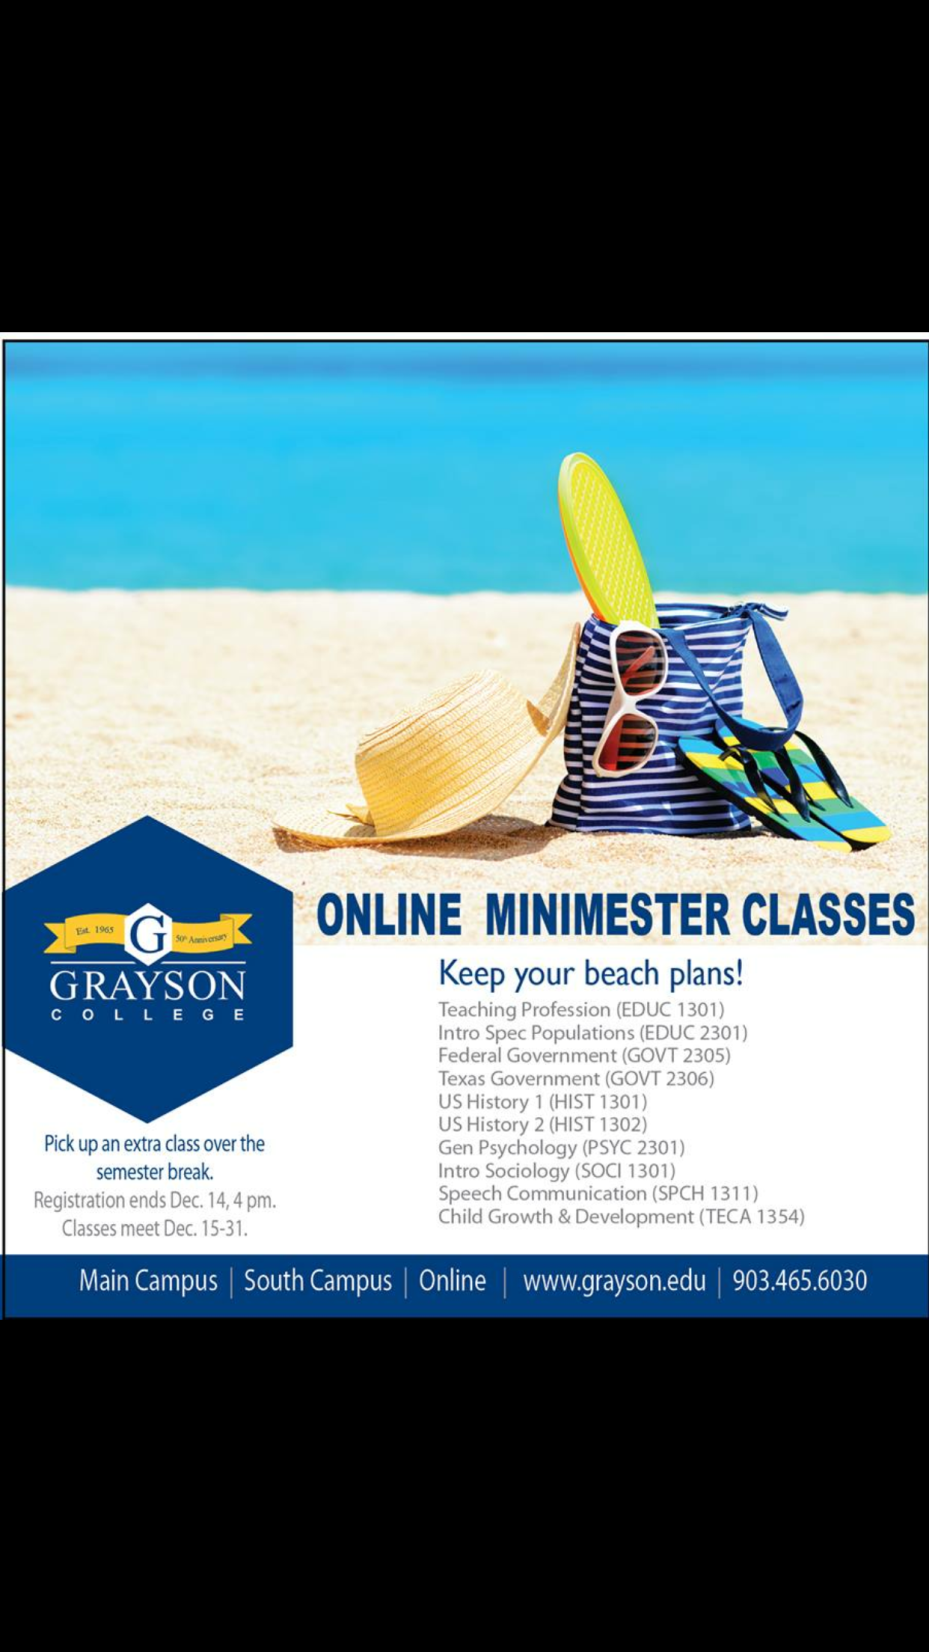 ONLINE MINIMESTER CLASSES
Keep your beach plans!
Teaching Profession (EDUC 1301)
Intro Spec Populations (EDUC 2301)
Federal Government (GOVT 2305)
Texas Government (GOVT 2306)
US History 1 (HIST 1301)
US History 2 (HIST 1302)
Gen Psychology (PSYC 2301)
Intro Sociology (SOCI 1301)
Speech Communication (SPCH 1311)
Child Growth & Development (TECA 1354)
Est. 1965 G 50th Anniversary
GRAYSON
COLLEGE
Pick up an extra class over the
semester break.
Registration ends Dec. 14, 4 pm.
Classes meet Dec. 15-31.
Main Campus | South Campus | Online | www.grayson.edu | 903.465.6030